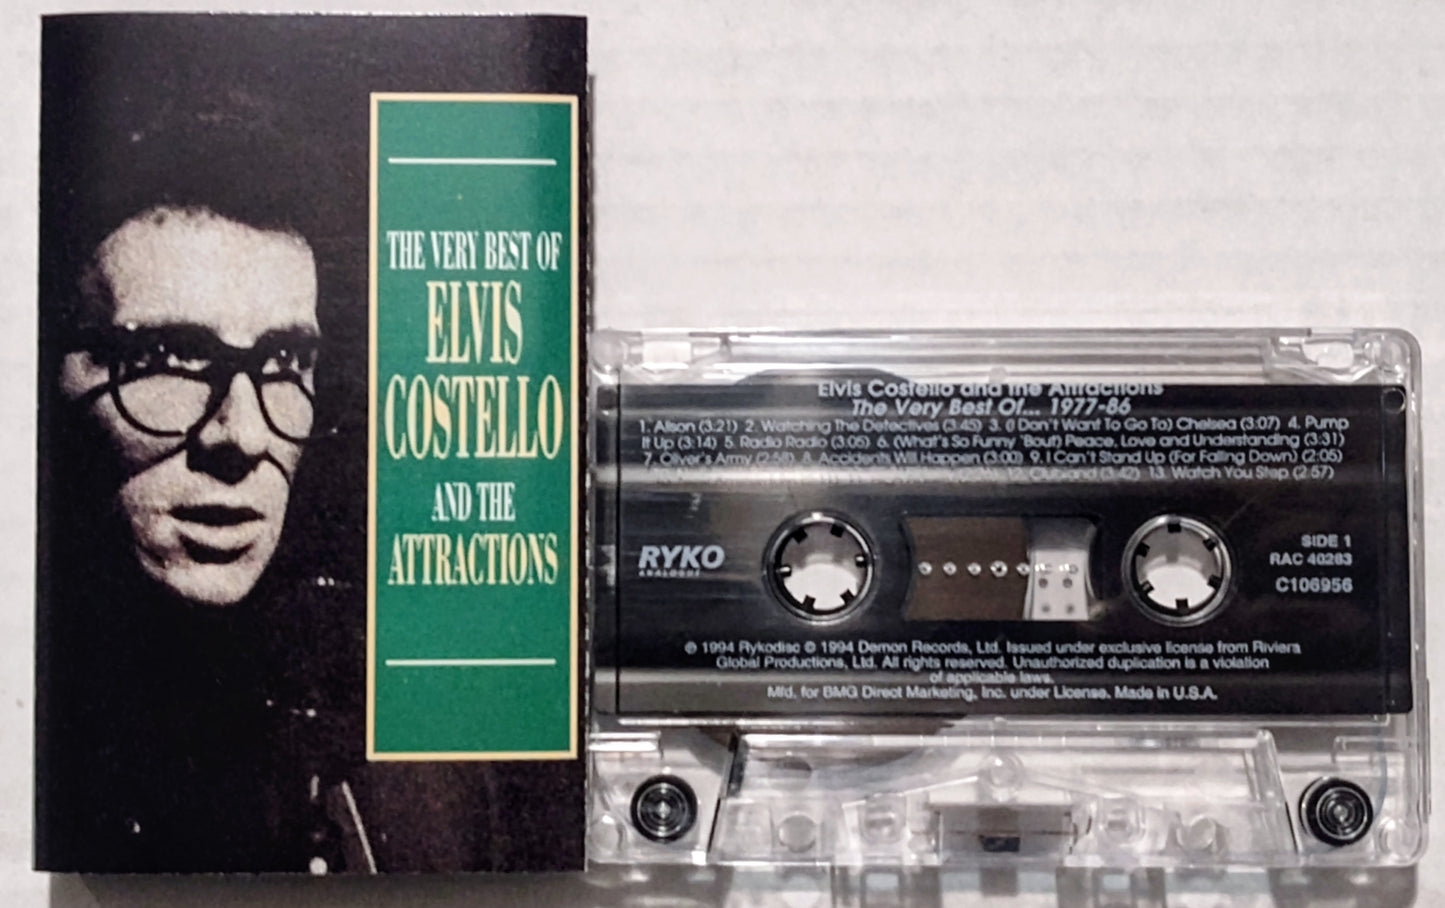 THE VERY BEST OF
ELVIS
COSTELLO
AND THE
ATTRACTIONS
Elvis Costello and the Attractions
The Very Best Of... 1977-86
1. Alison (3:21) 2. Watching The Detectives (3:45) 3. (I Don't Want To Go To) Chelsea (3:07) 4. Pump
It Up (3:14) 5. Radio Radio (3:05) 6. (What's So Funny 'Bout) Peace, Love and Understanding (3:31)
7. Oliver's Army (2:58) 8. Accidents Will Happen (3:00) 9. I Can't Stand Up (For Falling Down) (2:05)
12. Clubland (3:42) 13. Watch You Step (2:57)
RYKO
ANALOGUE
SIDE 1
RAC 40283
C106956
℗ 1994 Rykodisc © 1994 Demon Records, Ltd. Issued under exclusive license from Riviera
Global Productions, Ltd. All rights reserved. Unauthorized duplication is a violation
of applicable laws.
Mfd. for BMG Direct Marketing, Inc. under License. Made in U.S.A.